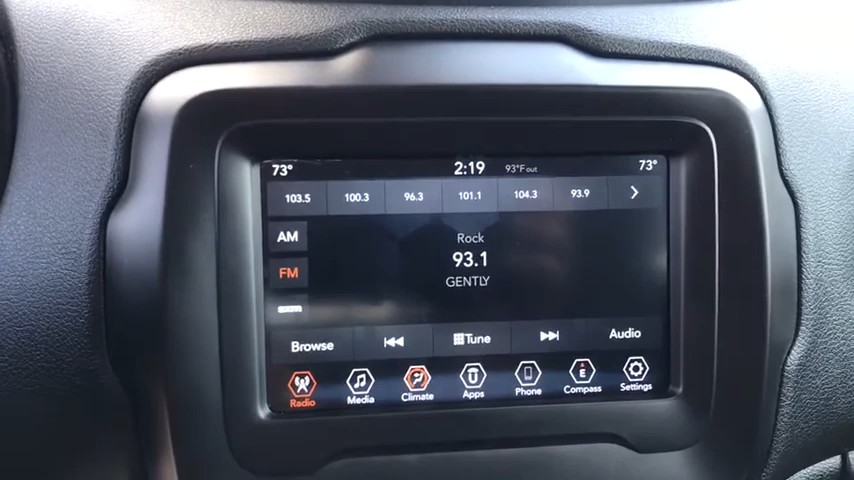 73° 2:19 93°F out 73°
103.5 100.3 96.3 101.1 104.3 93.9
AM
Rock
93.1
FM
GENTLY
Browse Tune Audio
Radio Media Climate Apps Phone E Compass Settings